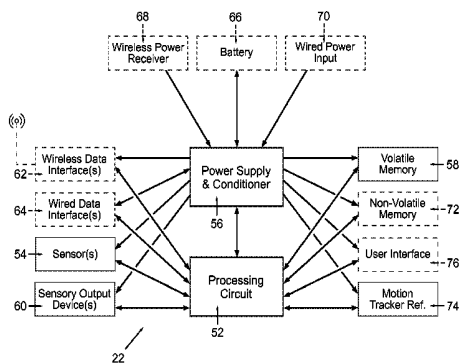 68
66
70
Wireless Power
Receiver
Battery
Wired Power
Input
Wireless Data
Interface(s)
62
Wired Data
Interface(s)
64
Sensor(s)
54
Sensory Output
Device(s)
60
Power Supply
& Conditioner
56
Processing
Circuit
52
Volatile
Memory
58
Non-Volatile
Memory
72
User Interface
76
Motion
Tracker Ref.
74
22